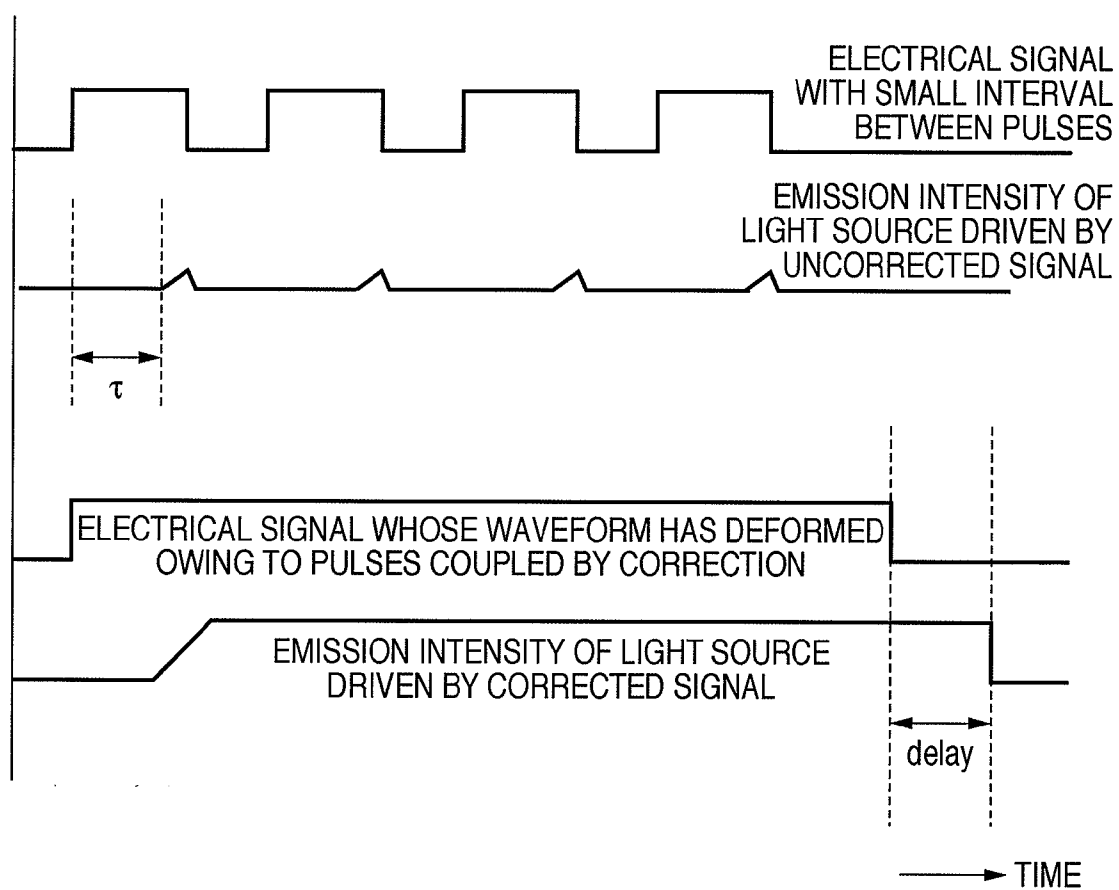 ELECTRICAL SIGNAL
WITH SMALL INTERVAL
BETWEEN PULSES
EMISSION INTENSITY OF
LIGHT SOURCE DRIVEN BY
UNCORRECTED SIGNAL
τ
ELECTRICAL SIGNAL WHOSE WAVEFORM HAS DEFORMED
OWING TO PULSES COUPLED BY CORRECTION
EMISSION INTENSITY OF LIGHT SOURCE
DRIVEN BY CORRECTED SIGNAL
delay
TIME